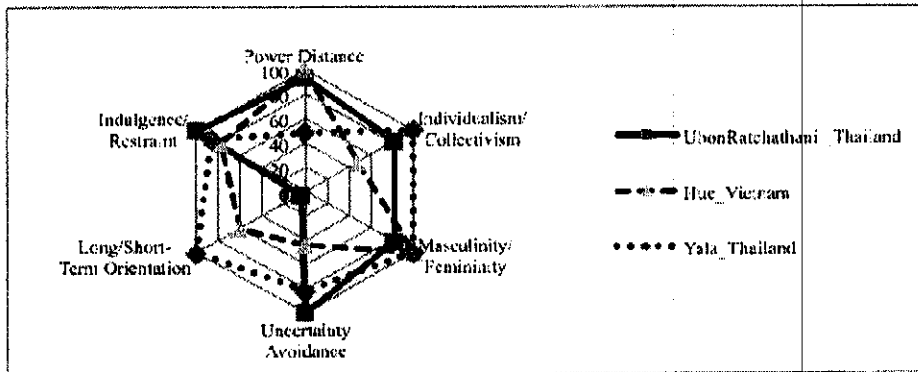 Power Distance
100
80
60
40
20
0
Indulgence/
Restraint
Individualism/
Collectivism
Long/Short-
Term Orientation
Masculinity/
Femininity
Uncertainty
Avoidance
UbonRatchathani_Thailand
Hue_Vietnam
Yala_Thailand